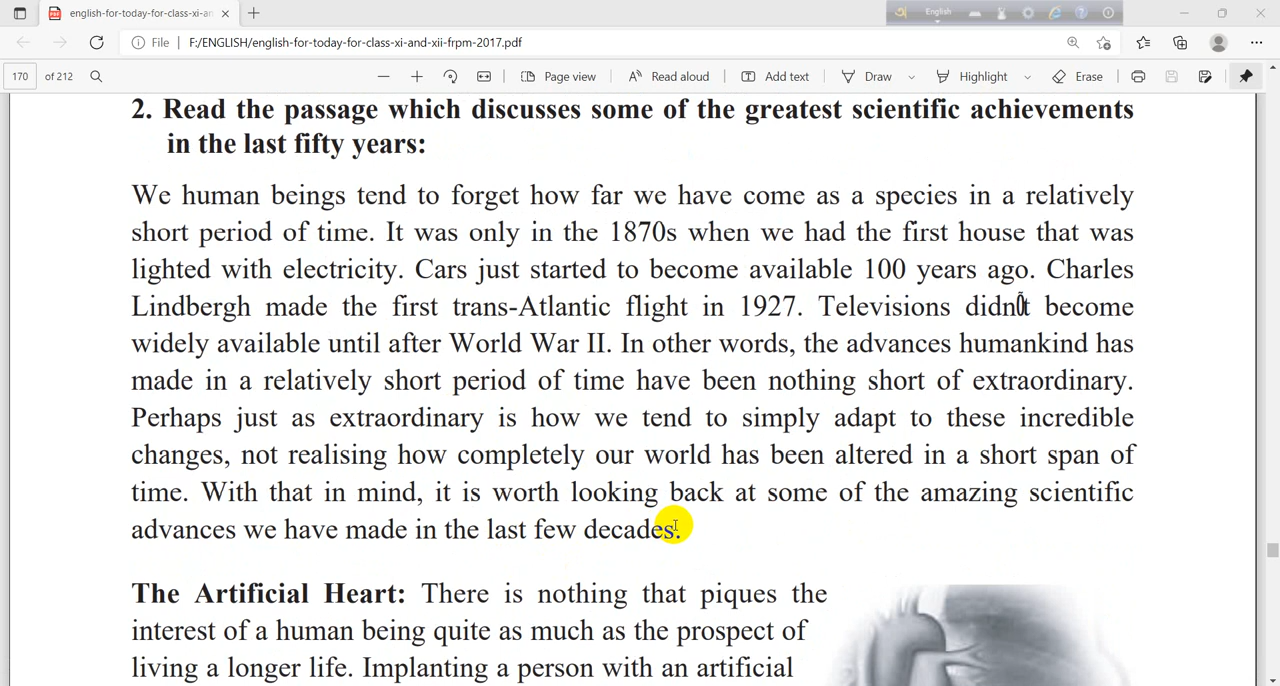 english-for-today-for-class-xi-an
English
File | F:/ENGLISH/english-for-today-for-class-xi-and-xii-frpm-2017.pdf
170 of 212 Page view Read aloud Add text Draw Highlight Erase
2. Read the passage which discusses some of the greatest scientific achievements
in the last fifty years:
We human beings tend to forget how far we have come as a species in a relatively
short period of time. It was only in the 1870s when we had the first house that was
lighted with electricity. Cars just started to become available 100 years ago. Charles
Lindbergh made the first trans-Atlantic flight in 1927. Televisions didnÕt become
widely available until after World War II. In other words, the advances humankind has
made in a relatively short period of time have been nothing short of extraordinary.
Perhaps just as extraordinary is how we tend to simply adapt to these incredible
changes, not realising how completely our world has been altered in a short span of
time. With that in mind, it is worth looking back at some of the amazing scientific
advances we have made in the last few decades.
The Artificial Heart: There is nothing that piques the
interest of a human being quite as much as the prospect of
living a longer life. Implanting a person with an artificial